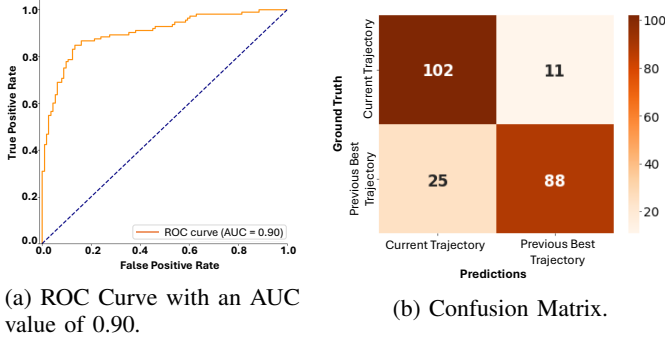 1.0
0.8
0.6
0.4
0.2
0.0
True Positive Rate
0.0 0.2 0.4 0.6 0.8 1.0
False Positive Rate
ROC curve (AUC = 0.90)
(a) ROC Curve with an AUC
value of 0.90.
Ground Truth
Current Trajectory
Previous Best
Trajectory
102 11
25 88
Current Trajectory Previous Best
Trajectory
Predictions
100
80
60
40
20
(b) Confusion Matrix.